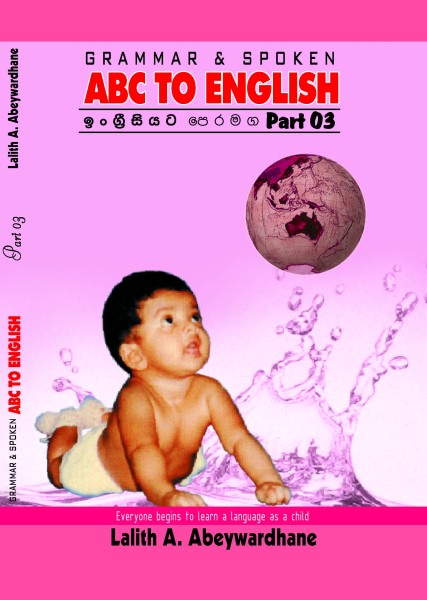 GRAMMAR & SPOKEN
ABC TO ENGLISH
ඉංග්‍රීසියට පෙරමග Part 03
Everyone begins to learn a language as a child
Lalith A. Abeywardhane
GRAMMAR & SPOKEN ABC TO ENGLISH
Part 03
Lalith A. Abeywardhane